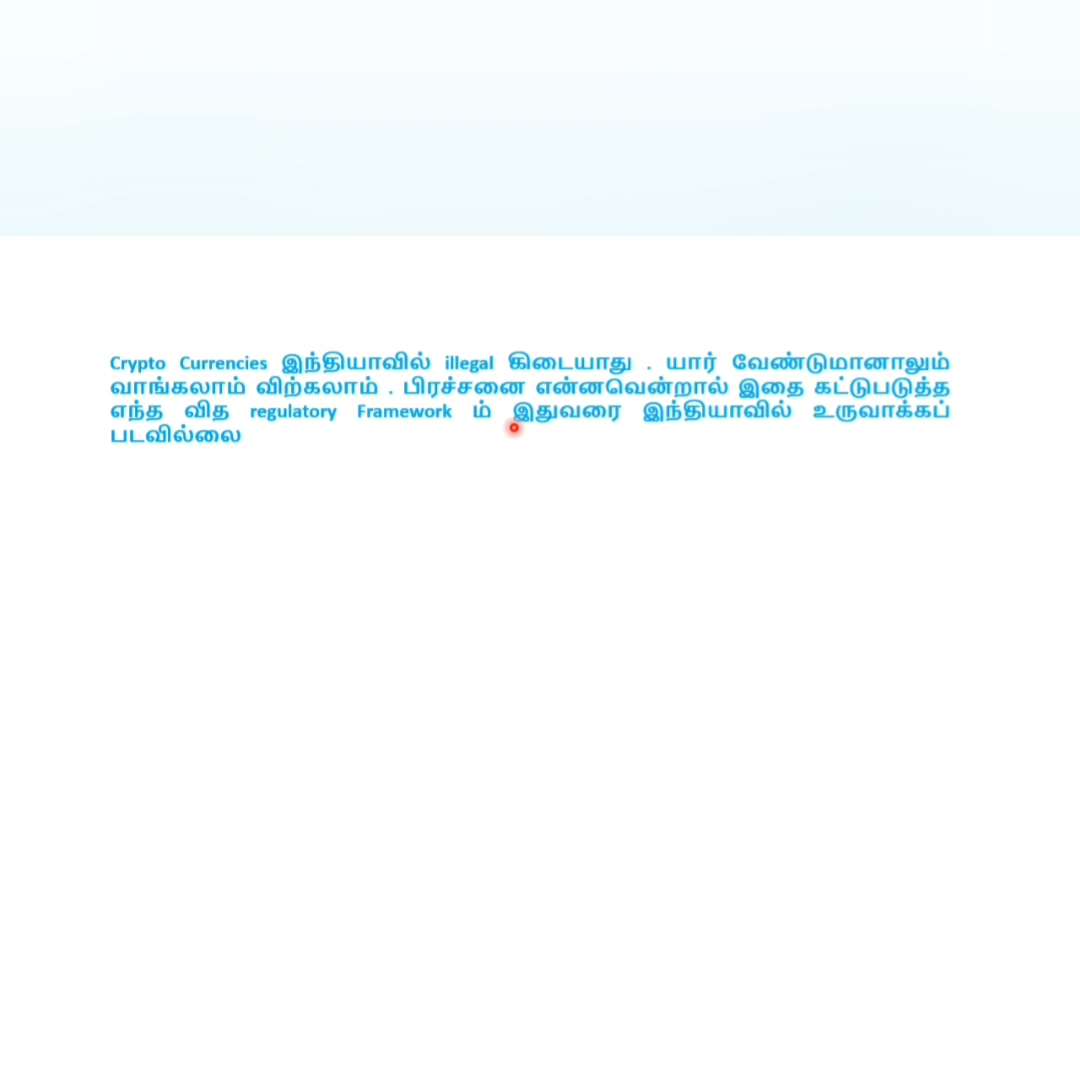 Crypto Currencies இந்தியாவில் illegal கிடையாது . யார் வேண்டுமானாலும்
வாங்கலாம் விற்கலாம் . பிரச்சனை என்னவென்றால் இதை கட்டுபடுத்த
எந்த வித regulatory Framework ம் இதுவரை இந்தியாவில் உருவாக்கப்
படவில்லை